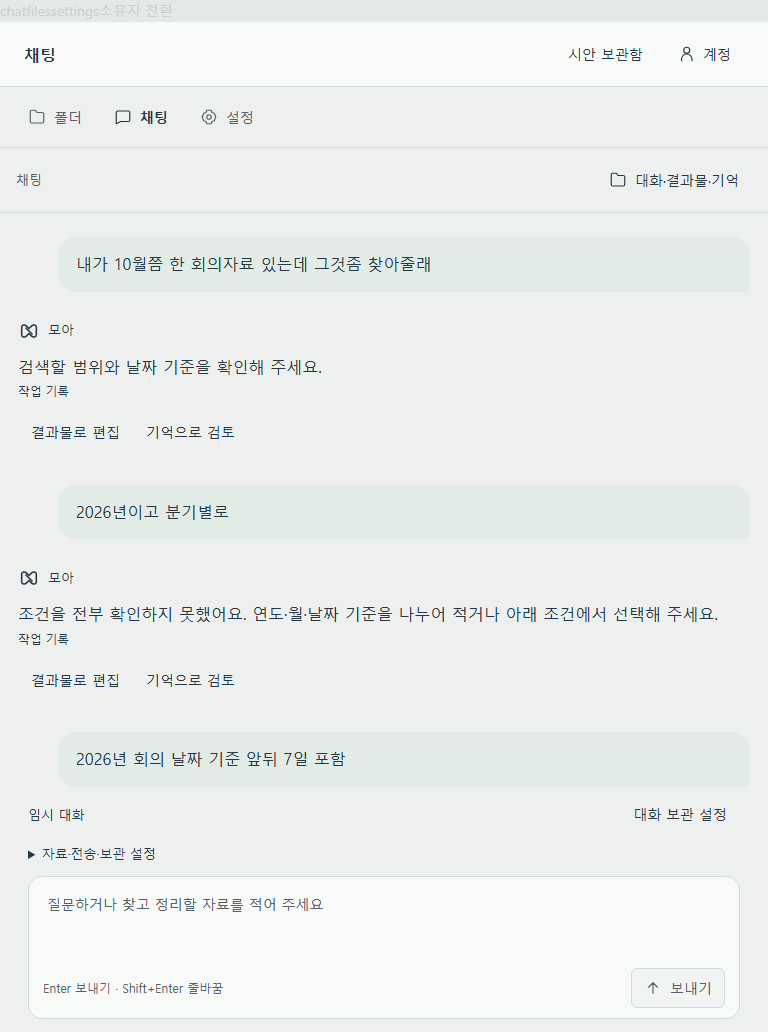 chatfilessettings소유자 전환
채팅
시안 보관함
계정
폴더
채팅
설정
채팅
대화·결과물·기억
내가 10월쯤 한 회의자료 있는데 그것좀 찾아줄래
모아
검색할 범위와 날짜 기준을 확인해 주세요.
작업 기록
결과물로 편집
기억으로 검토
2026년이고 분기별로
모아
조건을 전부 확인하지 못했어요. 연도·월·날짜 기준을 나누어 적거나 아래 조건에서 선택해 주세요.
작업 기록
결과물로 편집
기억으로 검토
2026년 회의 날짜 기준 앞뒤 7일 포함
임시 대화
대화 보관 설정
자료·전송·보관 설정
질문하거나 찾고 정리할 자료를 적어 주세요
Enter 보내기 · Shift+Enter 줄바꿈
보내기